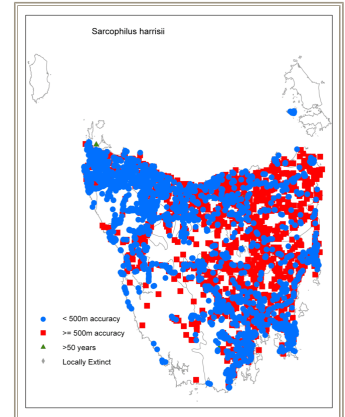 Sarcophilus harrisii
< 500m accuracy
>= 500m accuracy
>50 years
Locally Extinct